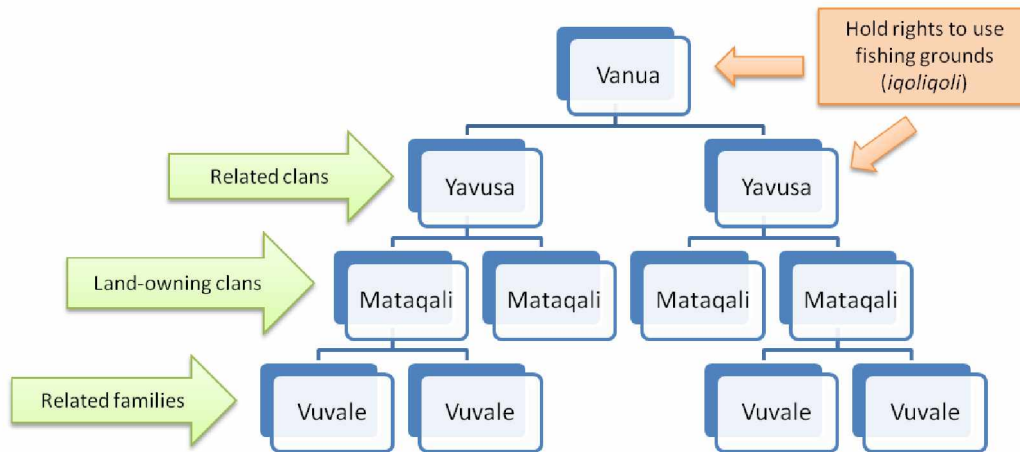 Vanua
Hold rights to use
fishing grounds
(iqoliqoli)
Related clans
Yavusa
Yavusa
Land-owning clans
Mataqali
Mataqali
Mataqali
Mataqali
Related families
Vuvale
Vuvale
Vuvale
Vuvale